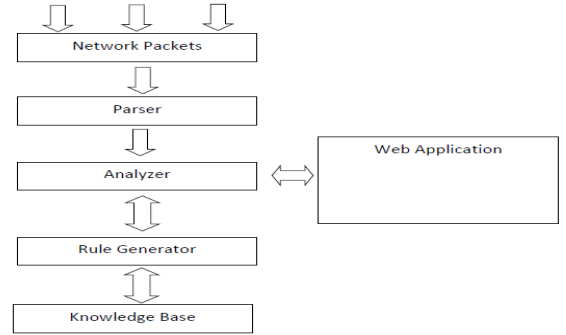 Network Packets
Parser
Analyzer
Web Application
Rule Generator
Knowledge Base